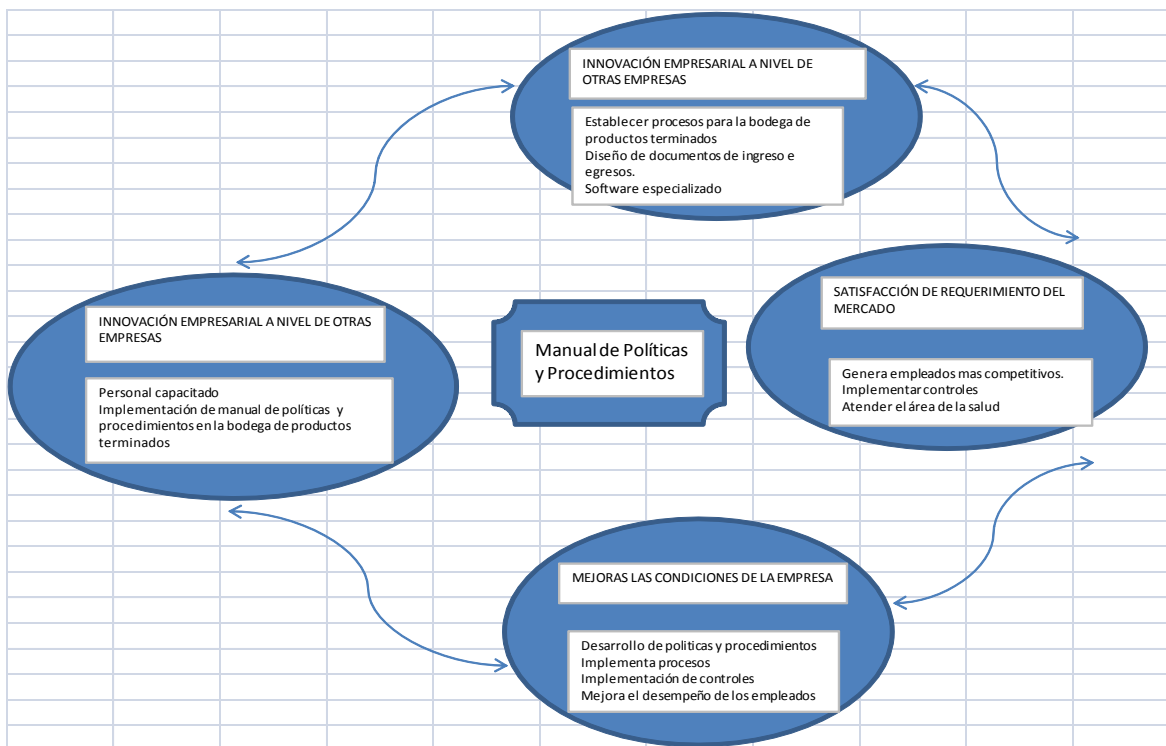 INNOVACIÓN EMPRESARIAL A NIVEL DE
OTRAS EMPRESAS
Establecer procesos para la bodega de
productos terminados
Diseño de documentos de ingreso e
egresos.
Software especializado
SATISFACCIÓN DE REQUERIMIENTO DEL
MERCADO
Genera empleados mas competitivos.
Implementar controles
Atender el área de la salud
INNOVACIÓN EMPRESARIAL A NIVEL DE OTRAS
EMPRESAS
Personal capacitado
Implementación de manual de políticas y
procedimientos en la bodega de productos
terminados
Manual de Políticas
y Procedimientos
MEJORAS LAS CONDICIONES DE LA EMPRESA
Desarrollo de politicas y procedimientos
Implementa procesos
Implementación de controles
Mejora el desempeño de los empleados